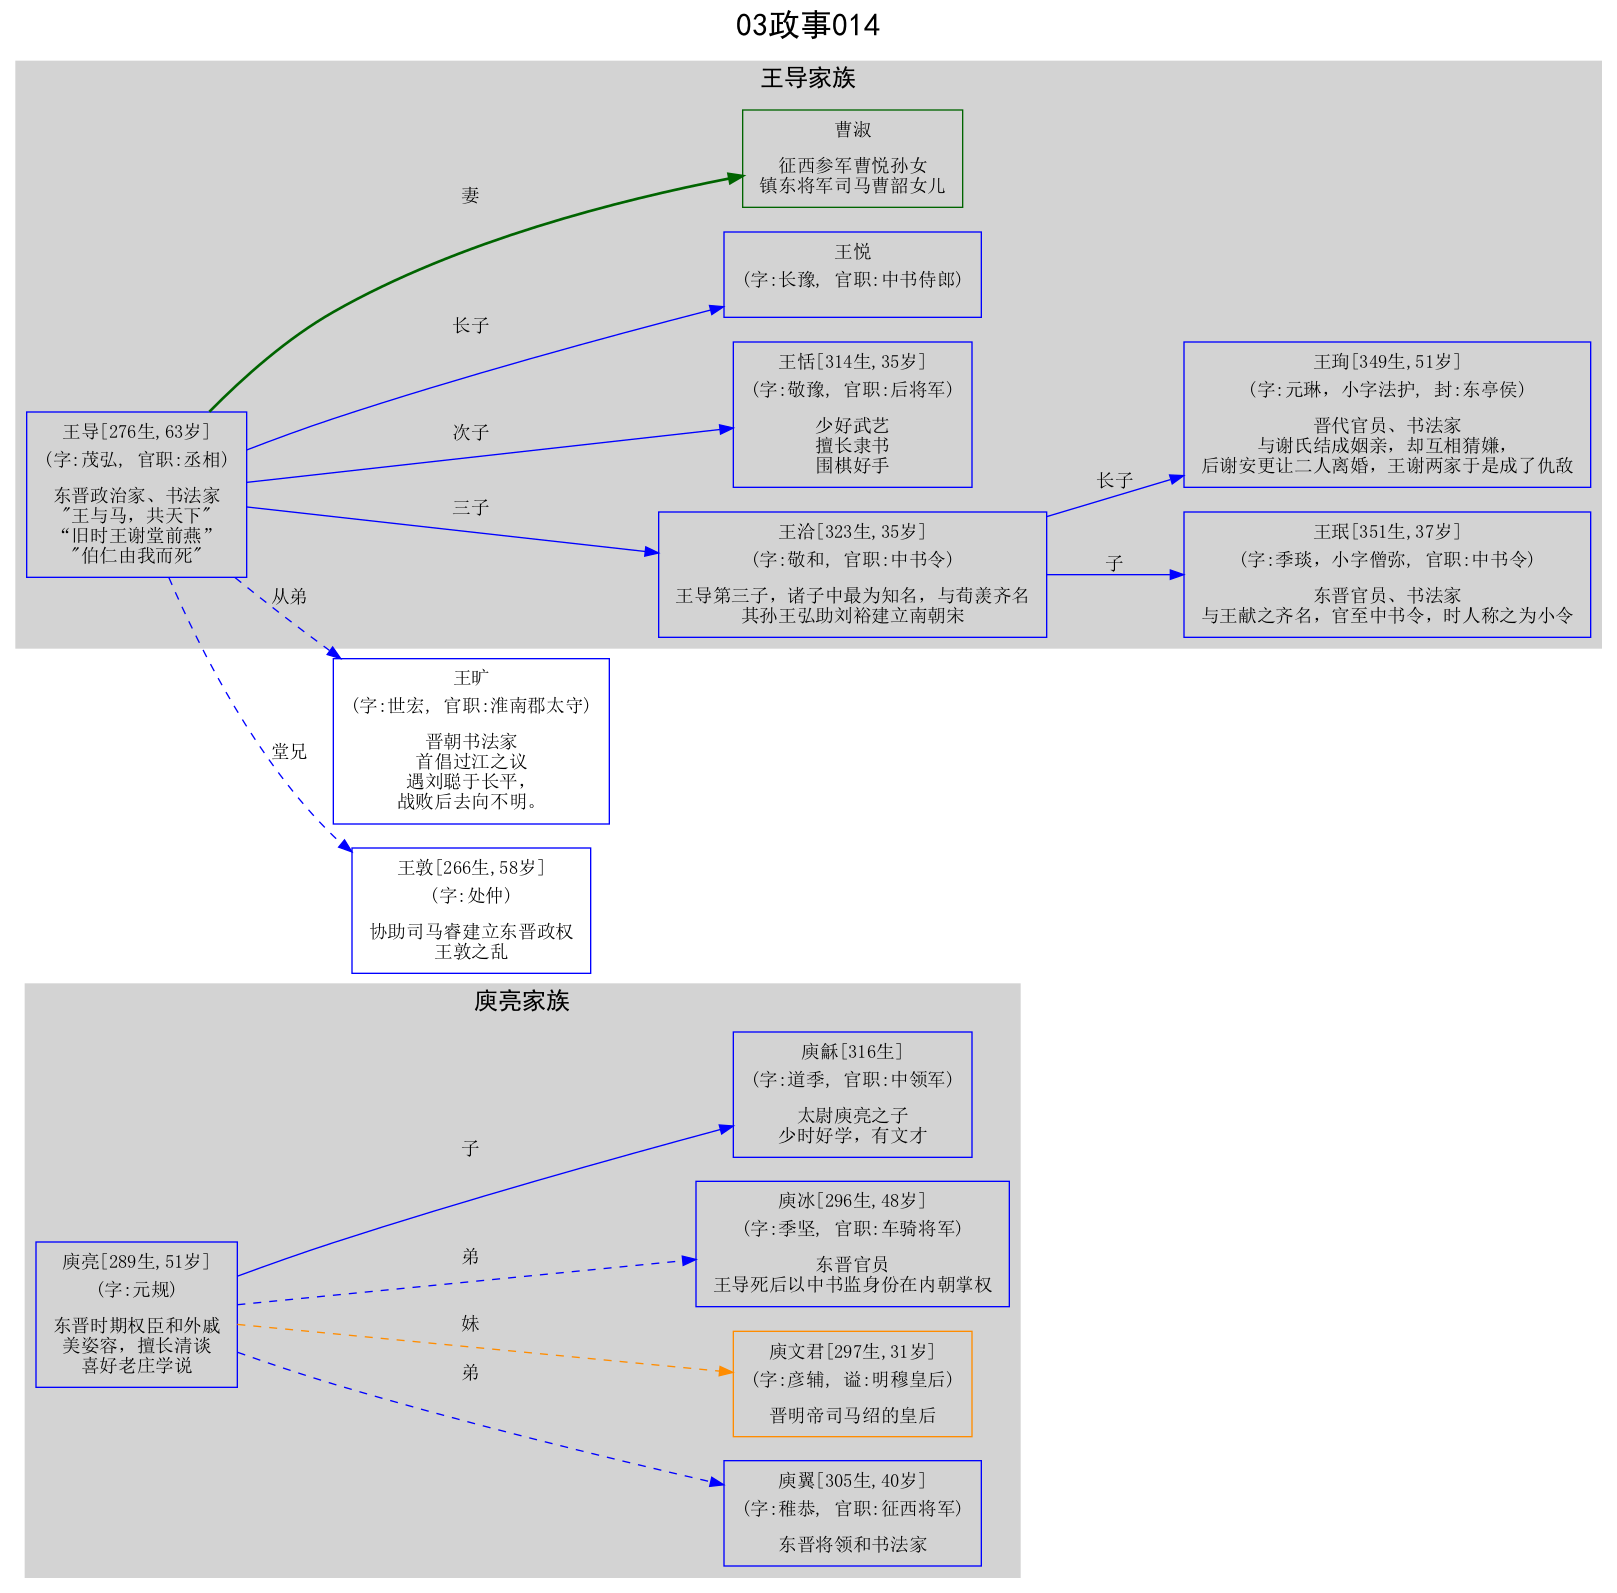 03政事014
王导家族
曹淑
征西参军曹悦孙女
镇东将军司马曹韶女儿
妻
王悦
(字:长豫, 官职:中书侍郎)
长子
王恬[314生,35岁]
(字:敬豫, 官职:后将军)
少好武艺
擅长隶书
围棋好手
次子
王珣[349生,51岁]
(字:元琳，小字法护, 封:东亭侯)
晋代官员、书法家
与谢氏结成姻亲，却互相猜嫌，
后谢安更让二人离婚，王谢两家于是成了仇敌
长子
王导[276生,63岁]
(字:茂弘, 官职:丞相)
东晋政治家、书法家
"王与马，共天下"
“旧时王谢堂前燕”
"伯仁由我而死"
三子
王洽[323生,35岁]
(字:敬和, 官职:中书令)
王导第三子，诸子中最为知名，与荀羡齐名
其孙王弘助刘裕建立南朝宋
子
王珉[351生,37岁]
(字:季琰，小字僧弥, 官职:中书令)
东晋官员、书法家
与王献之齐名，官至中书令，时人称之为小令
从弟
王旷
(字:世宏, 官职:淮南郡太守)
晋朝书法家
首倡过江之议
遇刘聪于长平，
战败后去向不明。
堂兄
王敦[266生,58岁]
(字:处仲)
协助司马睿建立东晋政权
王敦之乱
庾亮家族
庾龢[316生]
(字:道季, 官职:中领军)
太尉庾亮之子
少时好学，有文才
子
庾冰[296生,48岁]
(字:季坚, 官职:车骑将军)
东晋官员
王导死后以中书监身份在内朝掌权
弟
庾亮[289生,51岁]
(字:元规)
东晋时期权臣和外戚
美姿容，擅长清谈
喜好老庄学说
妹
庾文君[297生,31岁]
(字:彦辅, 谥:明穆皇后)
晋明帝司马绍的皇后
弟
庾翼[305生,40岁]
(字:稚恭, 官职:征西将军)
东晋将领和书法家